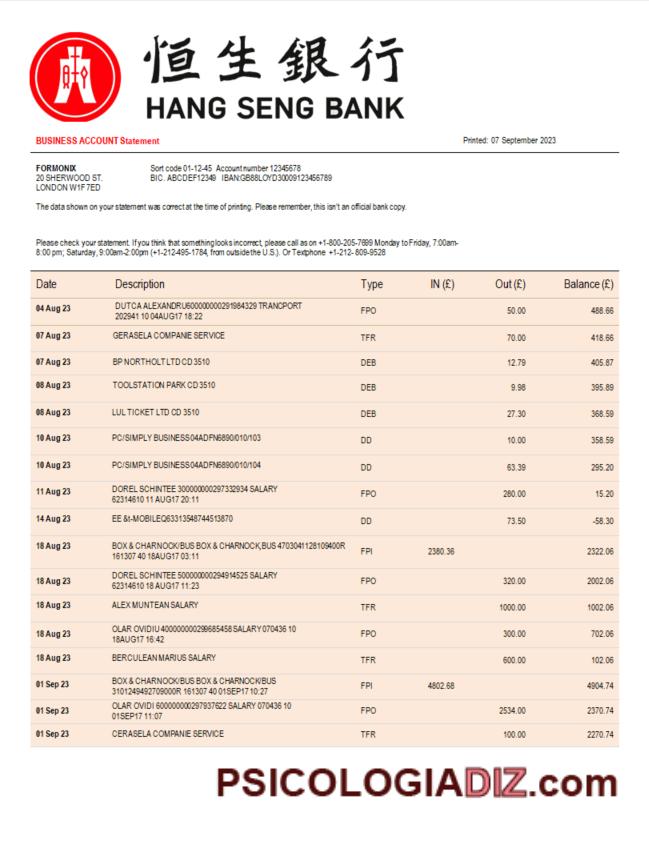 恒生銀行
HANG SENG BANK
BUSINESS ACCOUNT Statement Printed: 07 September 2023
FORMONIX Sort code 01-12-45 Account number 12345678
20 SHERWOOD ST. BIC. ABCDEF12349 IBAN:GB88LOYD30009123456789
LONDON W1F 7ED
The data shown on your statement was correct at the time of printing. Please remember, this isn't an official bank copy.
Please check your statement. If you think that something looks incorrect, please call as on +1-800-205-7699 Monday to Friday, 7:00am-
8:00 pm; Saturday, 9:00am-2:00pm (+1-212-495-1784, from outside the U.S.). Or Textphone +1-212- 809-9528
Date Description Type IN (£) Out (£) Balance (£)
04 Aug 23 DUTCA ALEXANDRU600000000291984329 TRANCPORT
202941 10 04AUG17 18:22 FPO 50.00 488.66
07 Aug 23 GERASELA COMPANIE SERVICE TFR 70.00 418.66
07 Aug 23 BP NORTHOLT LTD CD 3510 DEB 12.79 405.87
08 Aug 23 TOOLSTATION PARK CD 3510 DEB 9.98 395.89
08 Aug 23 LUL TICKET LTD CD 3510 DEB 27.30 368.59
10 Aug 23 PC/SIMPLY BUSINESS04ADFN6890/010/103 DD 10.00 358.59
10 Aug 23 PC/SIMPLY BUSINESS04ADFN6890/010/104 DD 63.39 295.20
11 Aug 23 DOREL SCHINTEE 300000000297332934 SALARY
62314610 11 AUG17 20:11 FPO 280.00 15.20
14 Aug 23 EE &t-MOBILEQ63313548744513870 DD 73.50 -58.30
18 Aug 23 BOX & CHARNOCK/BUS BOX & CHARNOCK,BUS 4703041128109400R
161307 40 18AUG17 03:11 FPI 2380.36 2322.06
18 Aug 23 DOREL SCHINTEE 500000000294914525 SALARY
62314610 18 AUG17 11:23 FPO 320.00 2002.06
18 Aug 23 ALEX MUNTEAN SALARY TFR 1000.00 1002.06
18 Aug 23 OLAR OVIDIU 400000000299685458 SALARY 070436 10
18AUG17 16:42 FPO 300.00 702.06
18 Aug 23 BERCULEAN MARIUS SALARY TFR 600.00 102.06
01 Sep 23 BOX & CHARNOCK/BUS BOX & CHARNOCK/BUS
3101249492709000R 161307 40 01SEP17 10:27 FPI 4802.68 4904.74
01 Sep 23 OLAR OVIDI 600000000297937622 SALARY 070436 10
01SEP17 11:07 FPO 2534.00 2370.74
01 Sep 23 CERASELA COMPANIE SERVICE TFR 100.00 2270.74
PSICOLOGIADIZ.com